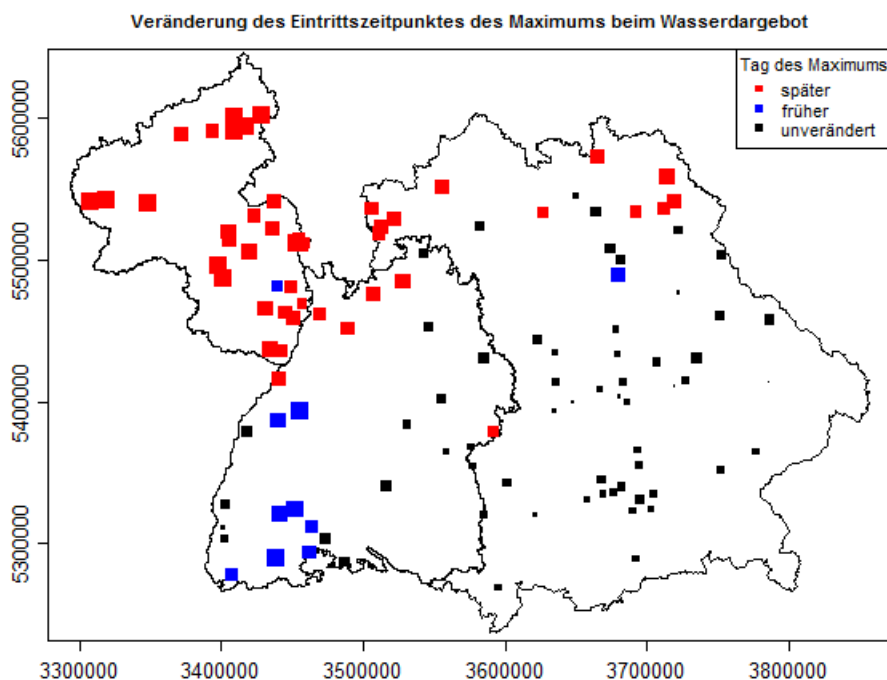 Veränderung des Eintrittszeitpunktes des Maximums beim Wasserdargebot
Tag des Maximums
später
früher
unverändert
5600000
5500000
5400000
5300000
3300000 3400000 3500000 3600000 3700000 3800000